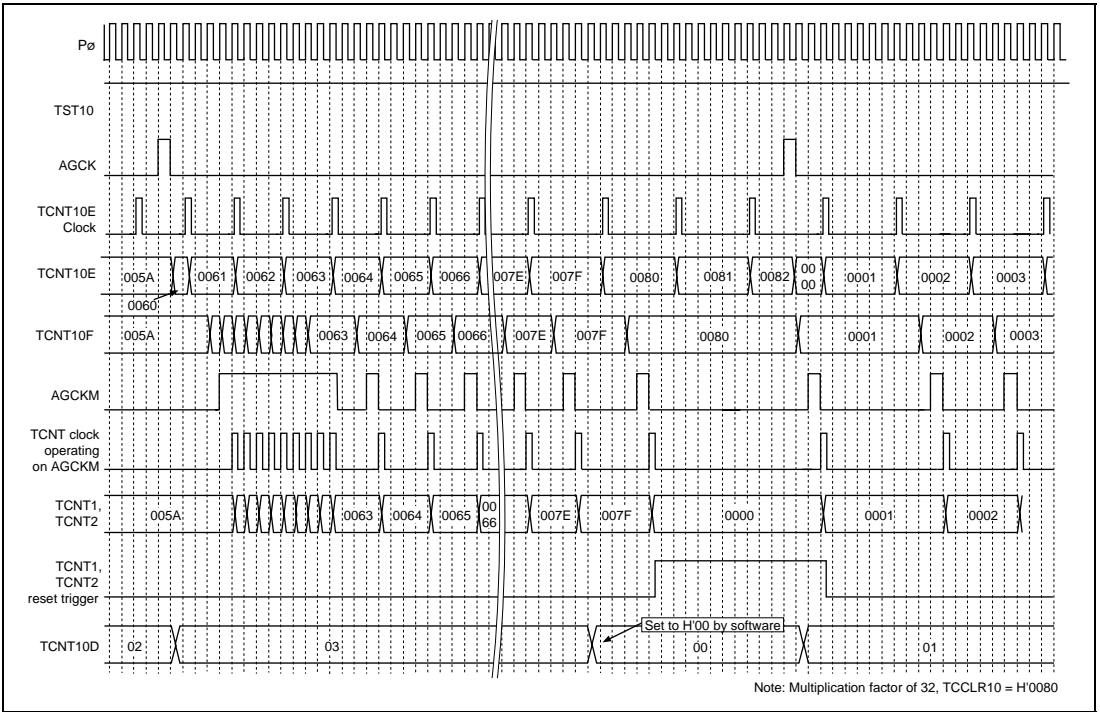 Pø
TST10
AGCK
TCNT10E
Clock
TCNT10E
005A 0061 0062 0063 0064 0065 0066 007E 007F 0080 0081 0082 00 0001 0002 0003
00
0060
TCNT10F
005A 0063 0064 0065 0066 007E 007F 0080 0001 0002 0003
AGCKM
TCNT clock
operating
on AGCKM
TCNT1,
TCNT2
005A 0063 0064 0065 00 007E 007F 0000 0001 0002
66
TCNT1,
TCNT2
reset trigger
Set to H'00 by software
TCNT10D
02 03 00 01
Note: Multiplication factor of 32, TCCLR10 = H'0080